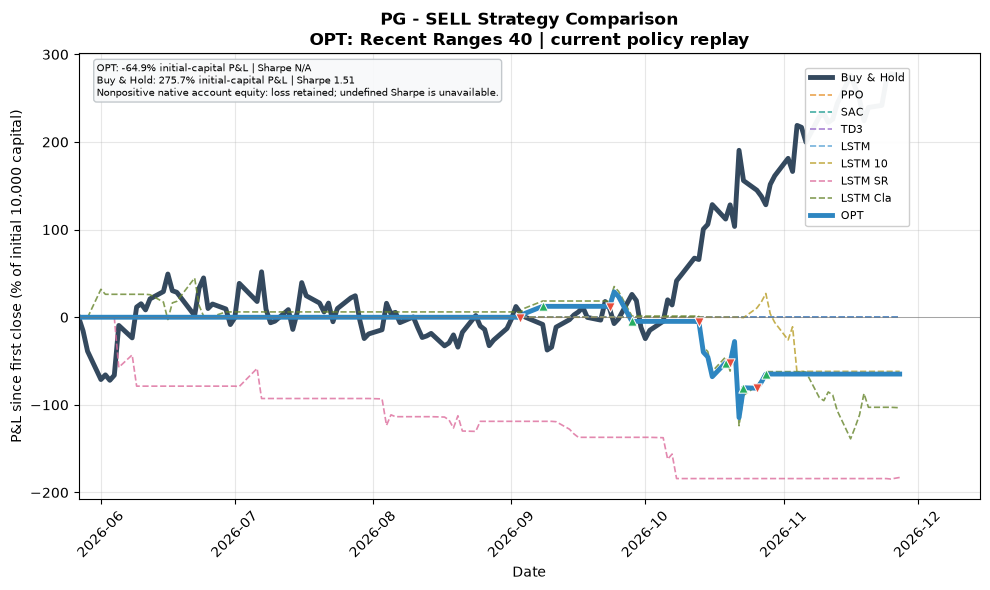 PG - SELL Strategy Comparison
OPT: Recent Ranges 40 | current policy replay
OPT: -64.9% initial-capital P&L | Sharpe N/A
Buy & Hold: 275.7% initial-capital P&L | Sharpe 1.51
Nonpositive native account equity: loss retained; undefined Sharpe is unavailable.
Buy & Hold
PPO
SAC
TD3
LSTM
LSTM 10
LSTM SR
LSTM Cla
OPT
P&L since first close (% of initial 10,000 capital)
300
200
100
0
−100
−200
2026-06
2026-07
2026-08
2026-09
2026-10
2026-11
2026-12
Date